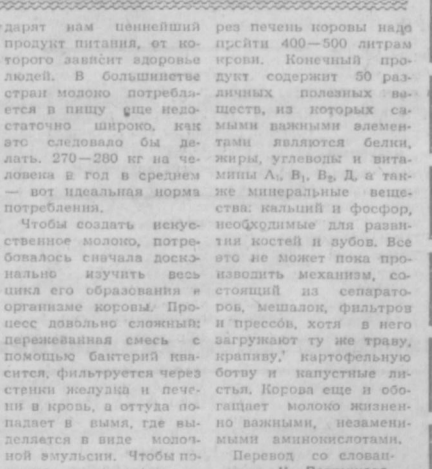 дарят нам ценнейший
продукт питания, от ко-
торого зависит здоровье
людей. В большинстве
стран молоко потребля-
ется в пищу еще недо-
статочно широко, как
это следовало бы де-
лать. 270—280 кг на че-
ловека в год в среднем
— вот идеальная норма
потребления.
Чтобы создать искус-
ственное молоко, потре-
бовалось сначала доско-
нально изучить весь
цикл его образования в
организме коровы. Про-
цесс довольно сложный:
пережеванная смесь с
помощью бактерий ква-
сится, фильтруется через
стенки желудка и пече-
ни в кровь, а оттуда по-
падает в вымя, где вы-
деляется в виде молоч-
ной эмульсии. Чтобы по-
рез печень коровы надо
пройти 400—500 литрам
крови. Конечный про-
дукт содержит 50 раз-
личных полезных ве-
ществ, из которых са-
мыми важными элемен-
тами являются белки,
жиры, углеводы и вита-
мины А, В₁, В₂, Д, а так-
же минеральные веще-
ства: кальций и фосфор,
необходимые для разви-
тия костей и зубов. Все
это не может пока про-
изводить механизм, со-
стоящий из сепарато-
ров, мешалок, фильтров
и прессов, хотя в него
загружают ту же траву,
крапиву, картофельную
ботву и капустные ли-
стья. Корова еще и обо-
гащает молоко жизнен-
но важными, незамени-
мыми аминокислотами.
Перевод со словац-